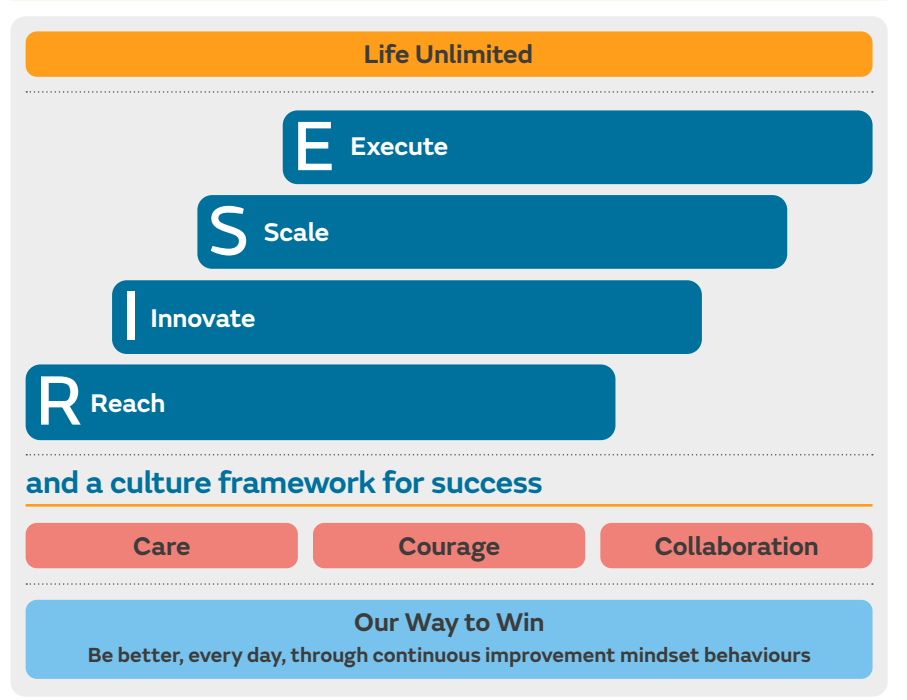 Life Unlimited
E Execute
S Scale
I Innovate
R Reach
and a culture framework for success
Care Courage Collaboration
Our Way to Win
Be better, every day, through continuous improvement mindset behaviours